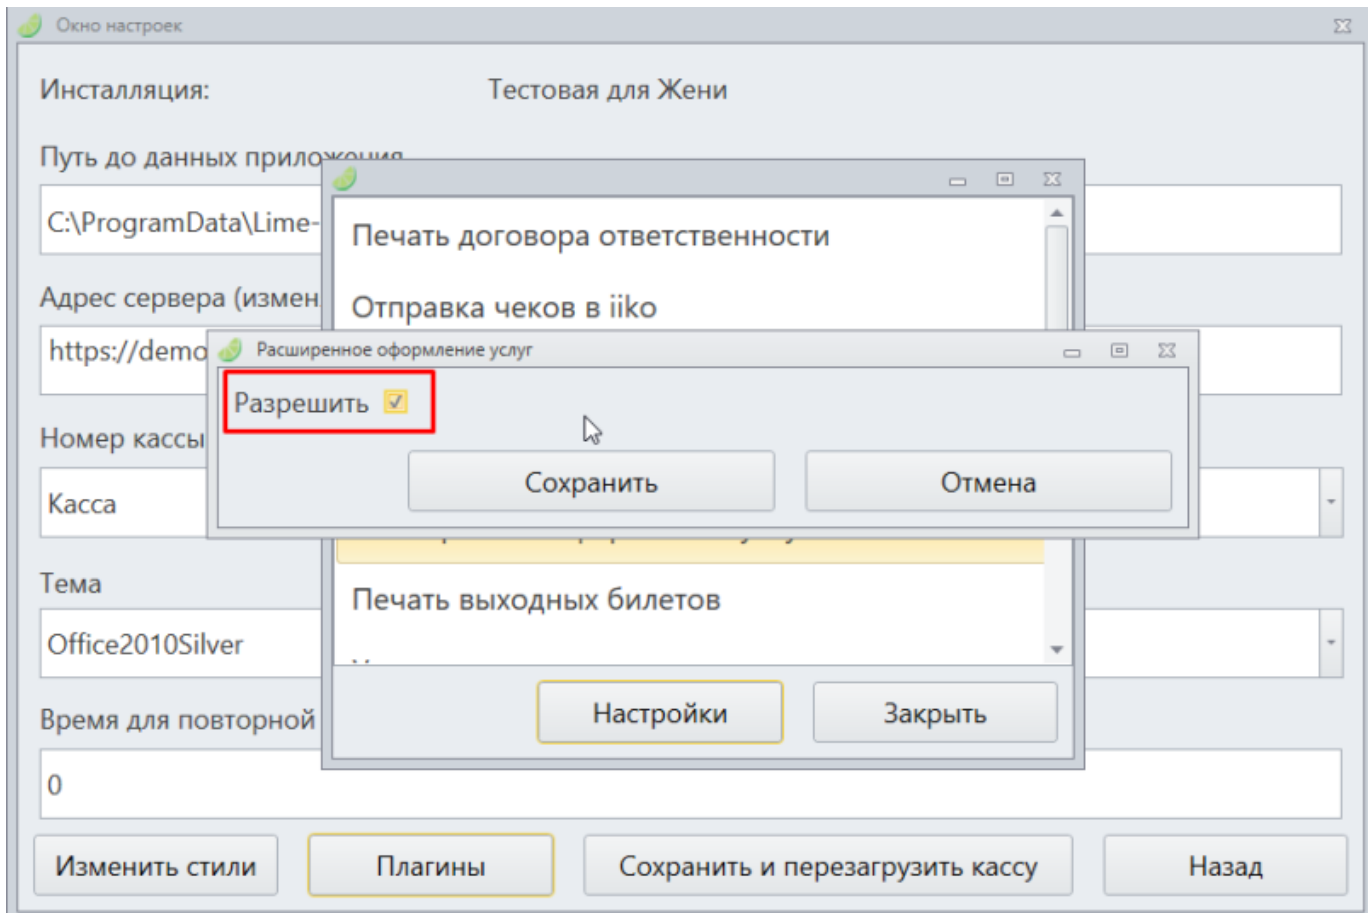 Окно настроек
Инсталляция: Тестовая для Жени
Путь до данных приложения
C:\ProgramData\Lime-
Печать договора ответственности
Адрес сервера (измен
Отправка чеков в iiko
https://demo
Расширенное оформление услуг
Разрешить
Номер кассы
Сохранить Отмена
Касса
Тема
Печать выходных билетов
Office2010Silver
Настройки Закрыть
Время для повторной
0
Изменить стили Плагины Сохранить и перезагрузить кассу Назад